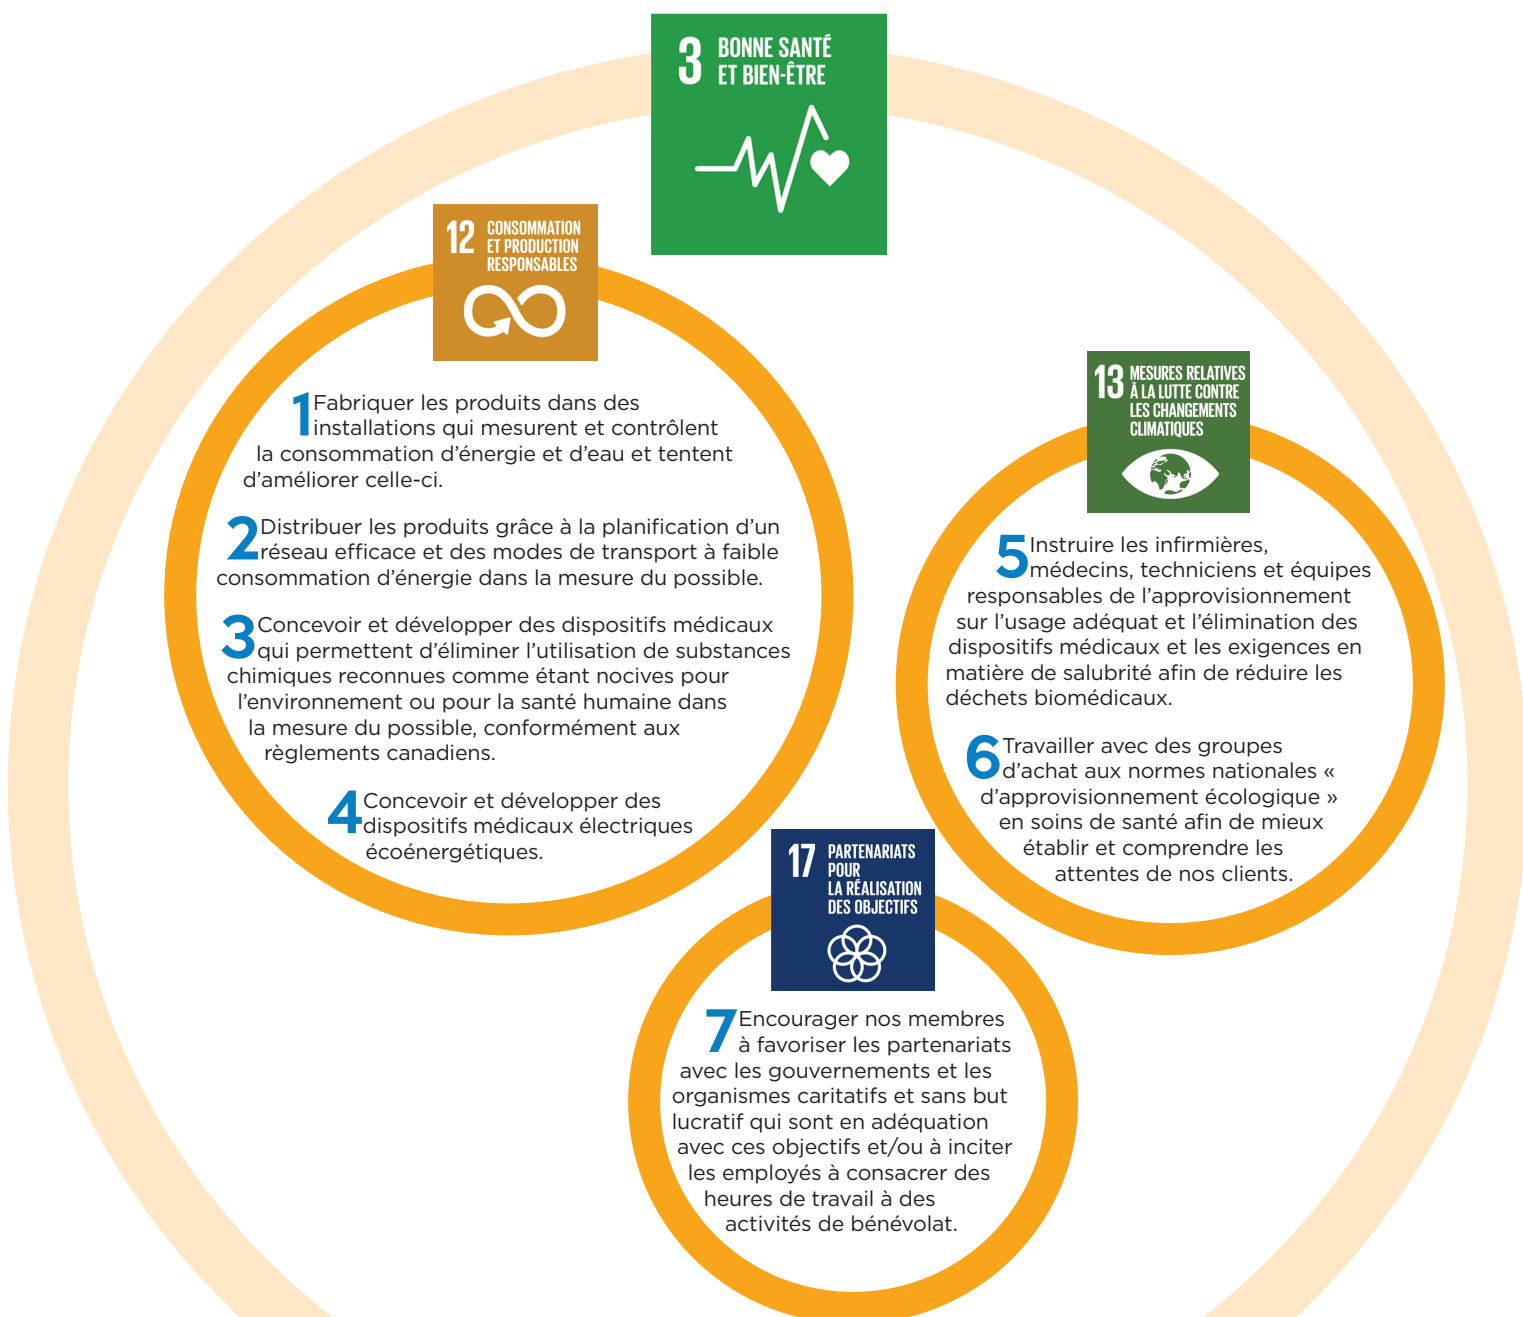 3 BONNE SANTÉ
ET BIEN-ÊTRE
12 CONSOMMATION
ET PRODUCTION
RESPONSABLES
1 Fabriquer les produits dans des
installations qui mesurent et contrôlent
la consommation d’énergie et d’eau et tentent
d’améliorer celle-ci.
2 Distribuer les produits grâce à la planification d’un
réseau efficace et des modes de transport à faible
consommation d’énergie dans la mesure du possible.
3 Concevoir et développer des dispositifs médicaux
qui permettent d’éliminer l’utilisation de substances
chimiques reconnues comme étant nocives pour
l’environnement ou pour la santé humaine dans
la mesure du possible, conformément aux
règlements canadiens.
4 Concevoir et développer des
dispositifs médicaux électriques
écoénergétiques.
13 MESURES RELATIVES
À LA LUTTE CONTRE
LES CHANGEMENTS
CLIMATIQUES
5 Instruire les infirmières,
médecins, techniciens et équipes
responsables de l’approvisionnement
sur l’usage adéquat et l’élimination des
dispositifs médicaux et les exigences en
matière de salubrité afin de réduire les
déchets biomédicaux.
6 Travailler avec des groupes
d’achat aux normes nationales «
d’approvisionnement écologique »
en soins de santé afin de mieux
établir et comprendre les
attentes de nos clients.
17 PARTENARIATS
POUR
LA RÉALISATION
DES OBJECTIFS
7 Encourager nos membres
à favoriser les partenariats
avec les gouvernements et les
organismes caritatifs et sans but
lucratif qui sont en adéquation
avec ces objectifs et/ou à inciter
les employés à consacrer des
heures de travail à des
activités de bénévolat.